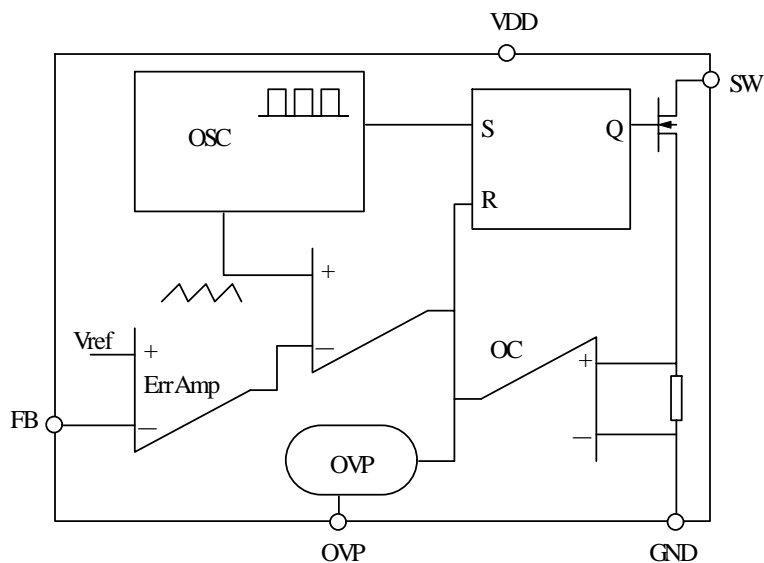 VDD
SW
OSC
S
Q
R
+
Vref
+
ErrAmp
−
OC
+
FB
−
−
OVP
OVP
GND